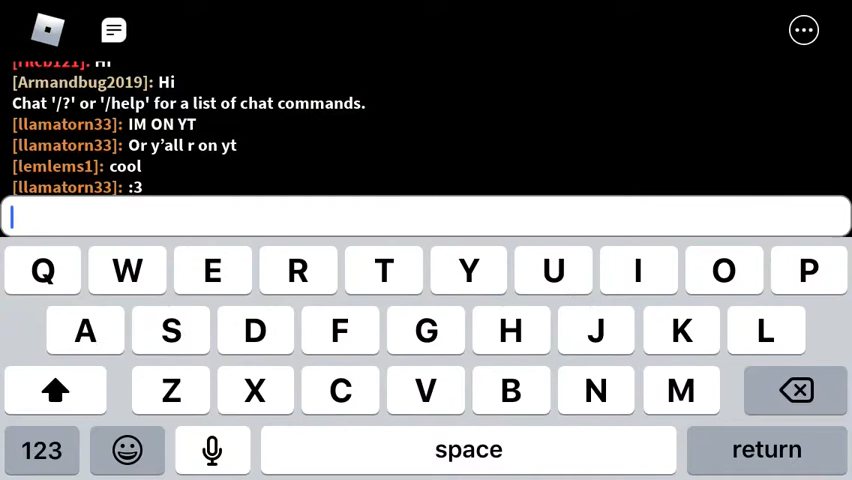 Hi
[Armandbug2019]: Hi
Chat '/?' or '/help' for a list of chat commands.
[llamatorn33]: IM ON YT
[llamatorn33]: Or y’all r on yt
[lemlems1]: cool
[llamatorn33]: :3
Q W E R T Y U I O P
A S D F G H J K L
Z X C V B N M
123 space return